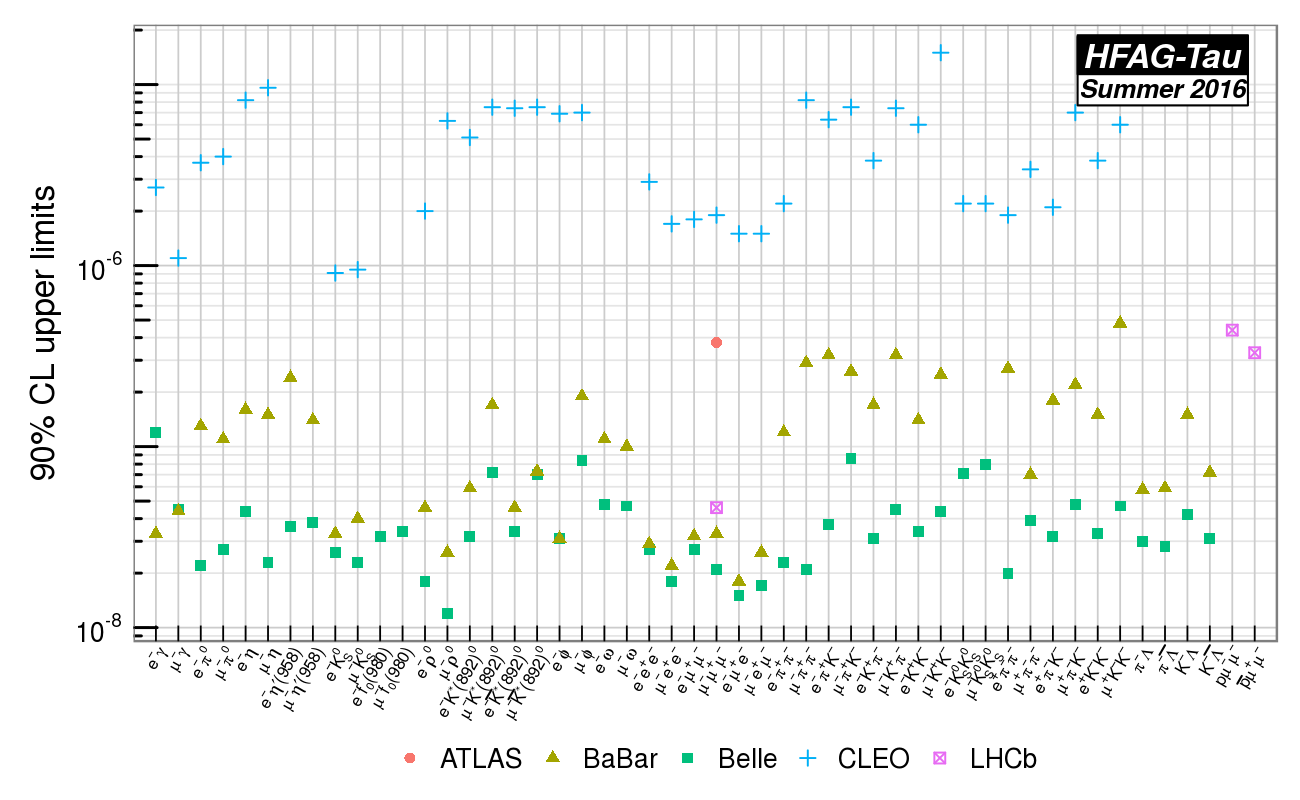 HFAG-Tau
Summer 2016
90% CL upper limits
10⁻⁶
10⁻⁸
e⁻γ
μ⁻γ
e⁻π⁰
μ⁻π⁰
e⁻η
μ⁻η
e⁻η′(958)
μ⁻η′(958)
e⁻K⁰S
μ⁻K⁰S
e⁻f₀(980)
μ⁻f₀(980)
e⁻ρ⁰
μ⁻ρ⁰
e⁻K*(892)⁰
μ⁻K*(892)⁰
e⁻K̅*(892)⁰
μ⁻K̅*(892)⁰
e⁻ϕ
μ⁻ϕ
e⁻ω
μ⁻ω
e⁻e⁺e⁻
μ⁻e⁺e⁻
e⁻μ⁺μ⁻
μ⁻μ⁺μ⁻
e⁻μ⁺e⁻
μ⁻e⁺μ⁻
e⁻π⁺π⁻
μ⁻π⁺π⁻
e⁻π⁺K⁻
μ⁻π⁺K⁻
e⁻K⁺π⁻
μ⁻K⁺π⁻
e⁻K⁺K⁻
μ⁻K⁺K⁻
e⁻K⁰SK⁰S
μ⁻K⁰SK⁰S
e⁺π⁻π⁻
μ⁺π⁻π⁻
e⁺π⁻K⁻
μ⁺π⁻K⁻
e⁺K⁻K⁻
μ⁺K⁻K⁻
π⁻Λ
π⁻Λ̅
K⁻Λ
K⁻Λ̅
pμ⁻μ⁻
p̅μ⁺μ⁻
ATLAS BaBar Belle CLEO LHCb